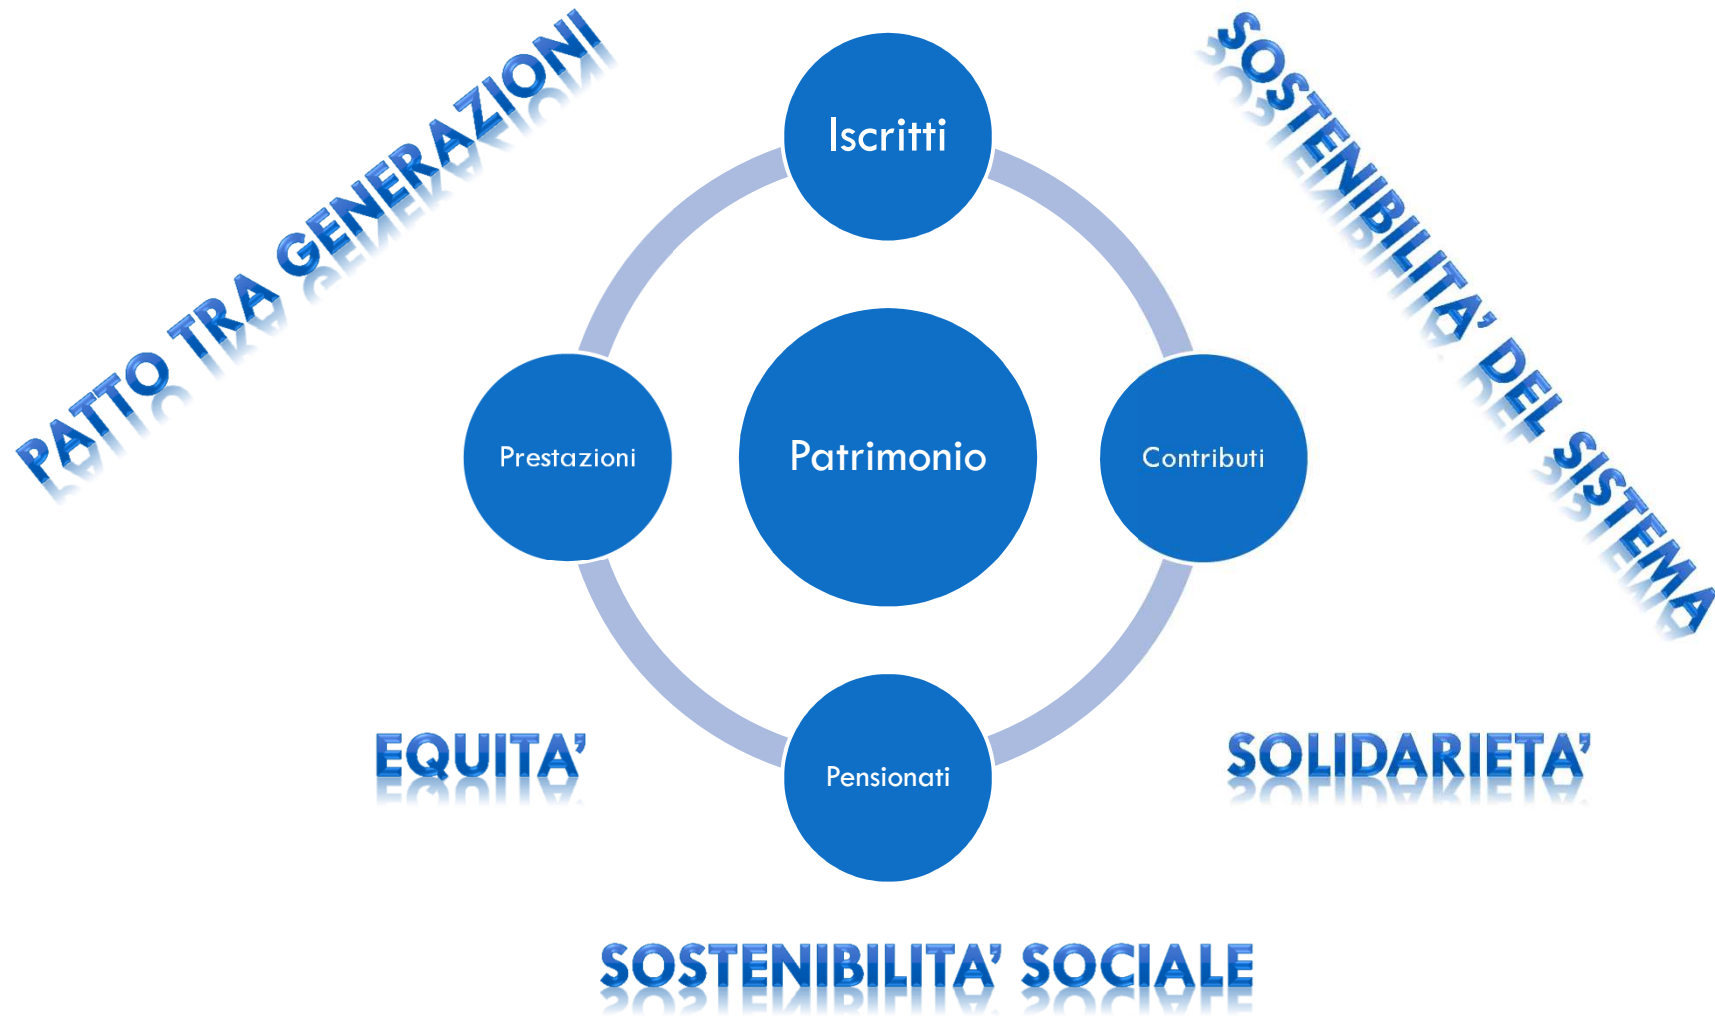 PATTO TRA GENERAZIONI
SOSTENIBILITA’ DEL SISTEMA
Iscritti
Prestazioni
Patrimonio
Contributi
EQUITA’
Pensionati
SOLIDARIETA’
SOSTENIBILITA’ SOCIALE